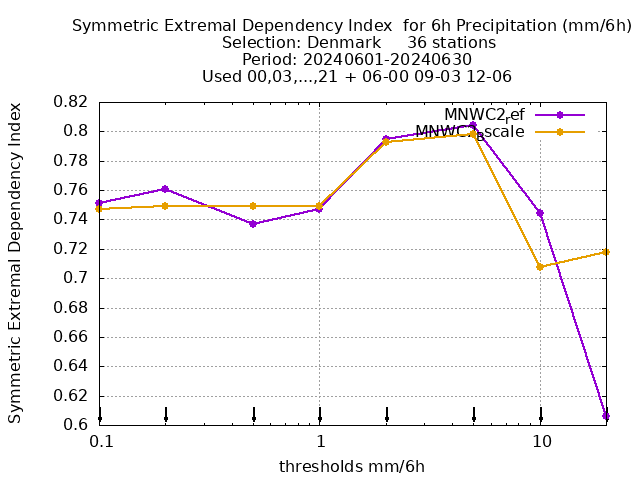 Symmetric Extremal Dependency Index  for 6h Precipitation (mm/6h)
Selection: Denmark     36 stations
Period: 20240601-20240630
Used 00,03,...,21 + 06-00 09-03 12-06
Symmetric Extremal Dependency Index
0.82
0.8
0.78
0.76
0.74
0.72
0.7
0.68
0.66
0.64
0.62
0.6
MNWC2ref
0.1
1
10
thresholds mm/6h